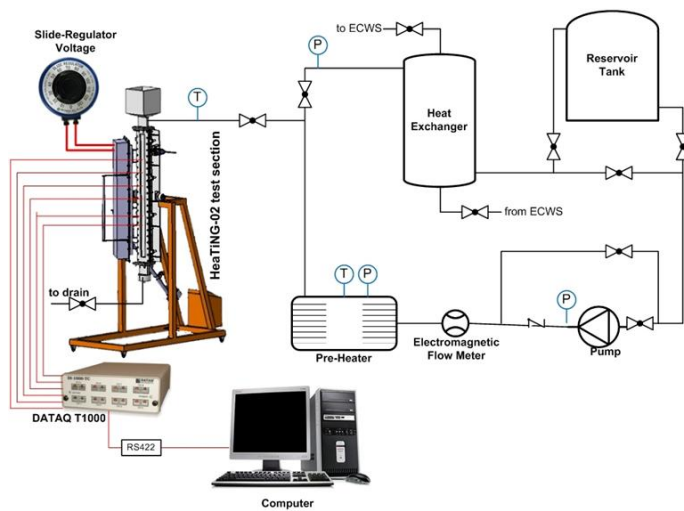 Slide-Regulator
Voltage
to ECWS
P
Reservoir
Tank
T
Heat
Exchanger
HeaTiNG-02 test section
from ECWS
to drain
T
P
P
Pre-Heater
Electromagnetic
Flow Meter
Pump
DATAQ T1000
RS422
Computer